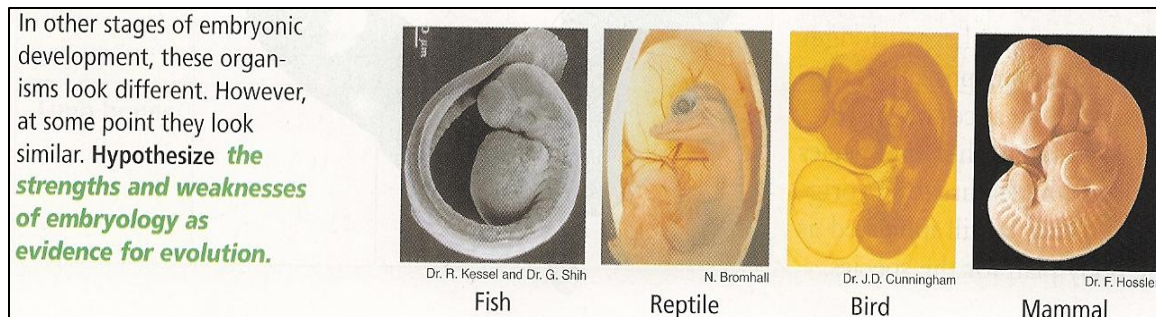 In other stages of embryonic
development, these organ-
isms look different. However,
at some point they look
similar. Hypothesize the
strengths and weaknesses
of embryology as
evidence for evolution.
Dr. R. Kessel and Dr. G. Shih
N. Bromhall
Dr. J.D. Cunningham
Dr. F. Hossler
Fish
Reptile
Bird
Mammal